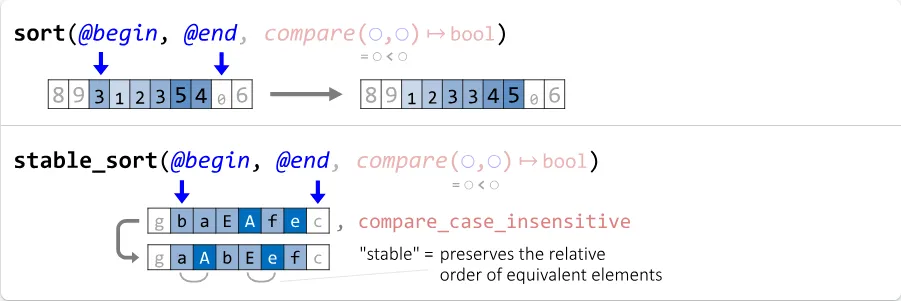 sort(@begin, @end, compare(○,○) ↦ bool)
= ○ < ○
8 9 3 1 2 3 5 4 0 6
8 9 1 2 3 3 4 5 0 6
stable_sort(@begin, @end, compare(○,○) ↦ bool)
= ○ < ○
g b a E A f e c , compare_case_insensitive
g a A b E e f c
"stable" = preserves the relative
order of equivalent elements